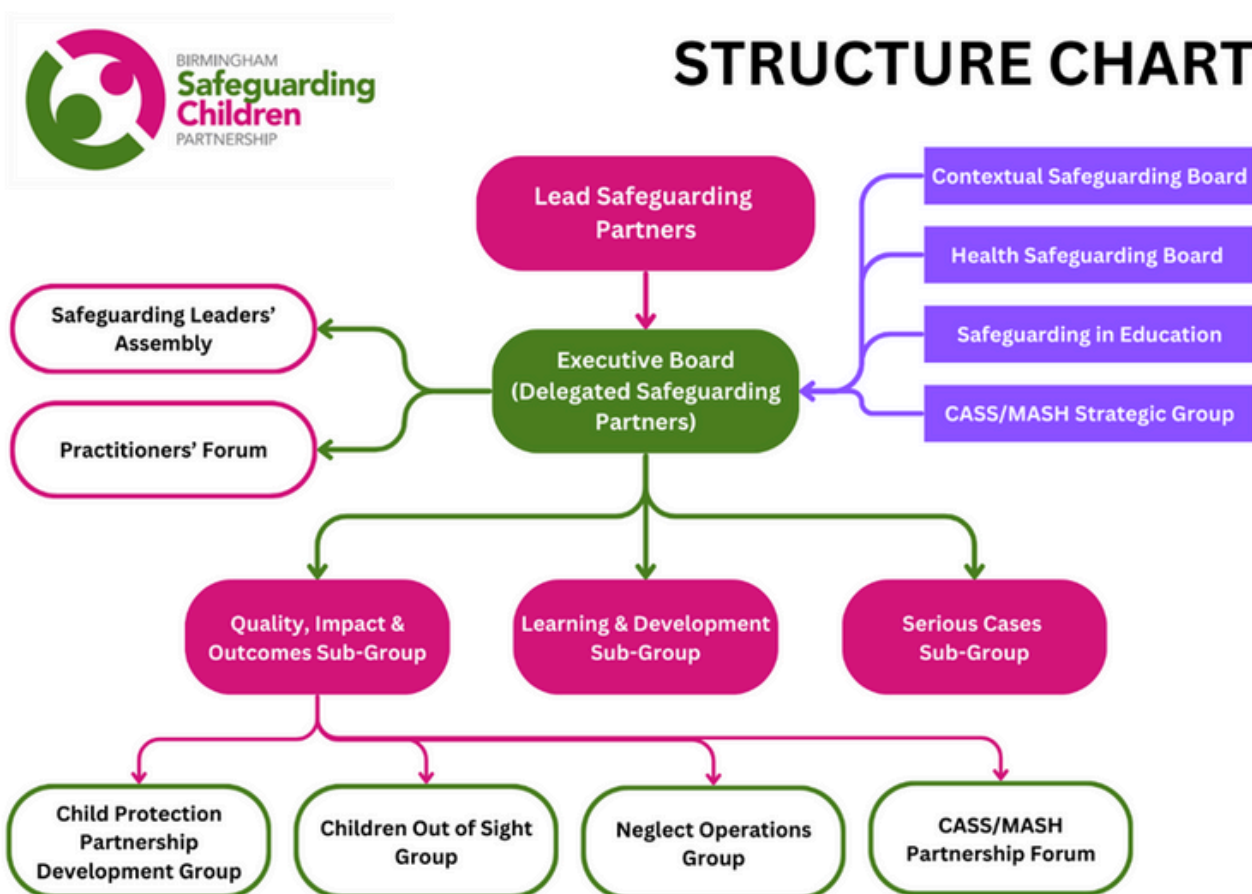 BIRMINGHAM
Safeguarding
Children
PARTNERSHIP
STRUCTURE CHART
Lead Safeguarding
Partners
Contextual Safeguarding Board
Health Safeguarding Board
Safeguarding in Education
CASS/MASH Strategic Group
Safeguarding Leaders’
Assembly
Practitioners’ Forum
Executive Board
(Delegated Safeguarding
Partners)
Quality, Impact &
Outcomes Sub-Group
Learning & Development
Sub-Group
Serious Cases
Sub-Group
Child Protection
Partnership
Development Group
Children Out of Sight
Group
Neglect Operations
Group
CASS/MASH
Partnership Forum